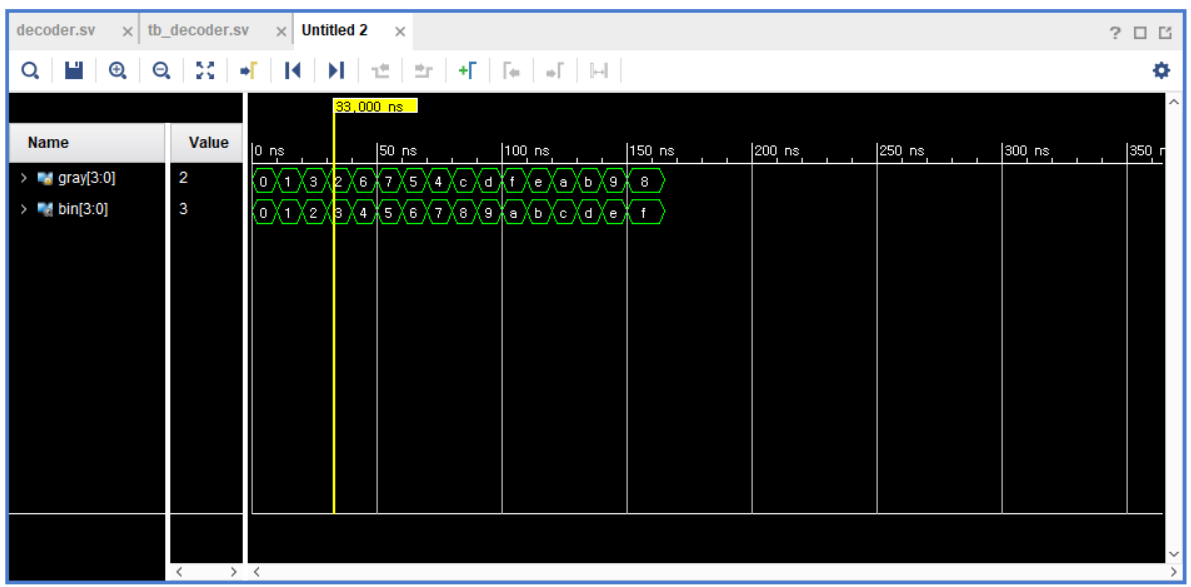 decoder.sv × tb_decoder.sv × Untitled 2 ×
33,000 ns
Name Value
0 ns 50 ns 100 ns 150 ns 200 ns 250 ns 300 ns 350 n
gray[3:0] 2 0 1 3 2 6 7 5 4 c d f e a b 9 8
bin[3:0] 3 0 1 2 3 4 5 6 7 8 9 a b c d e f